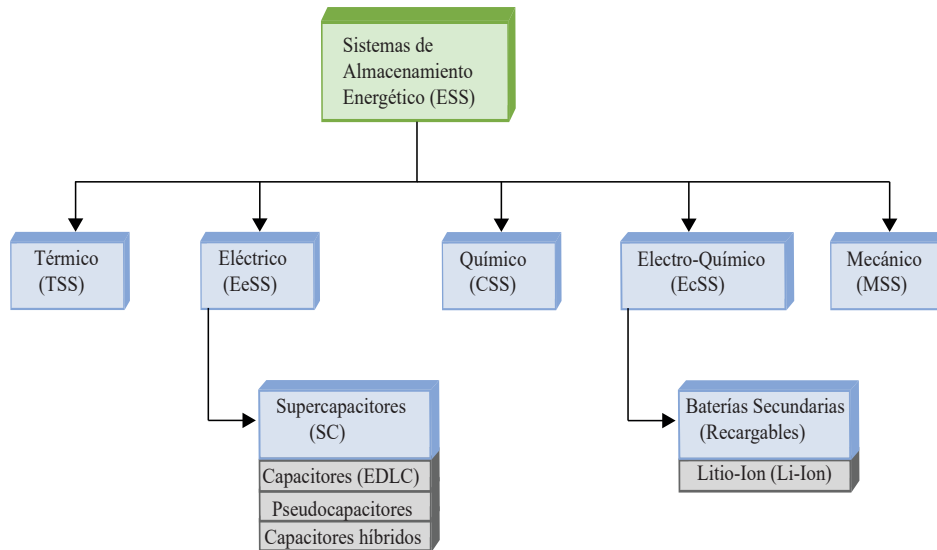 Sistemas de
Almacenamiento
Energético (ESS)
Térmico
(TSS)
Eléctrico
(EeSS)
Químico
(CSS)
Electro-Químico
(EcSS)
Mecánico
(MSS)
Supercapacitores
(SC)
Capacitores (EDLC)
Pseudocapacitores
Capacitores híbridos
Baterías Secundarias
(Recargables)
Litio-Ion (Li-Ion)